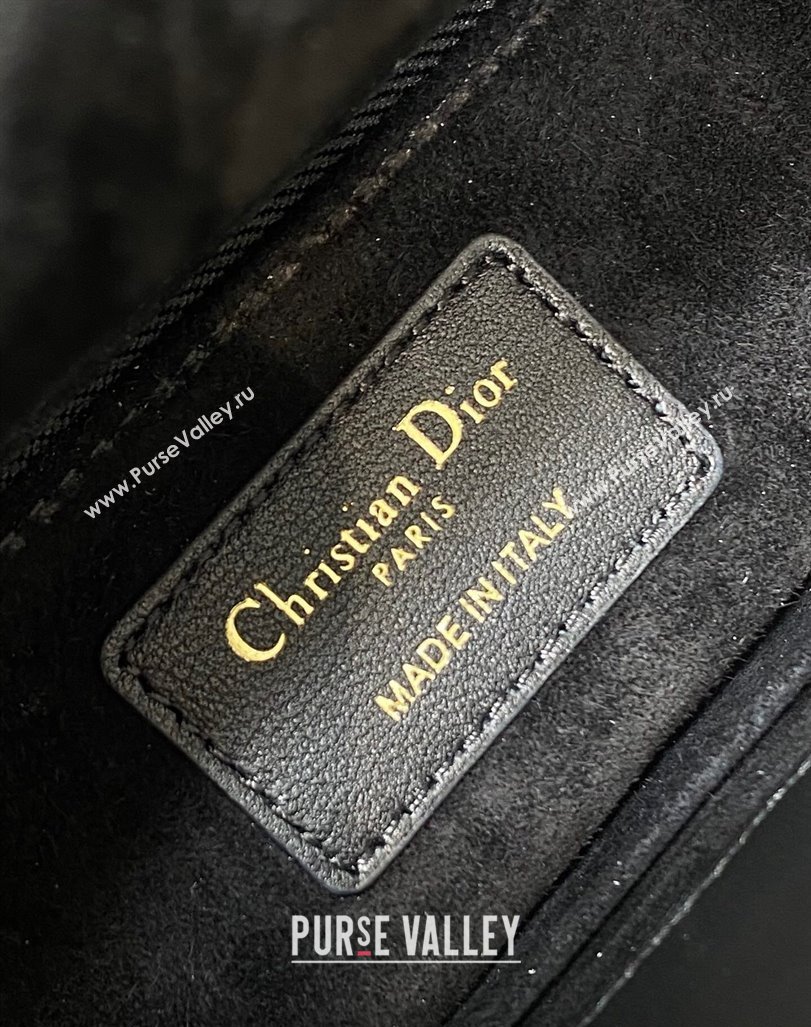 Christian Dior
PARIS
MADE IN ITALY
www.PurseValley.ru
www.PurseValley.ru
PURSE VALLEY